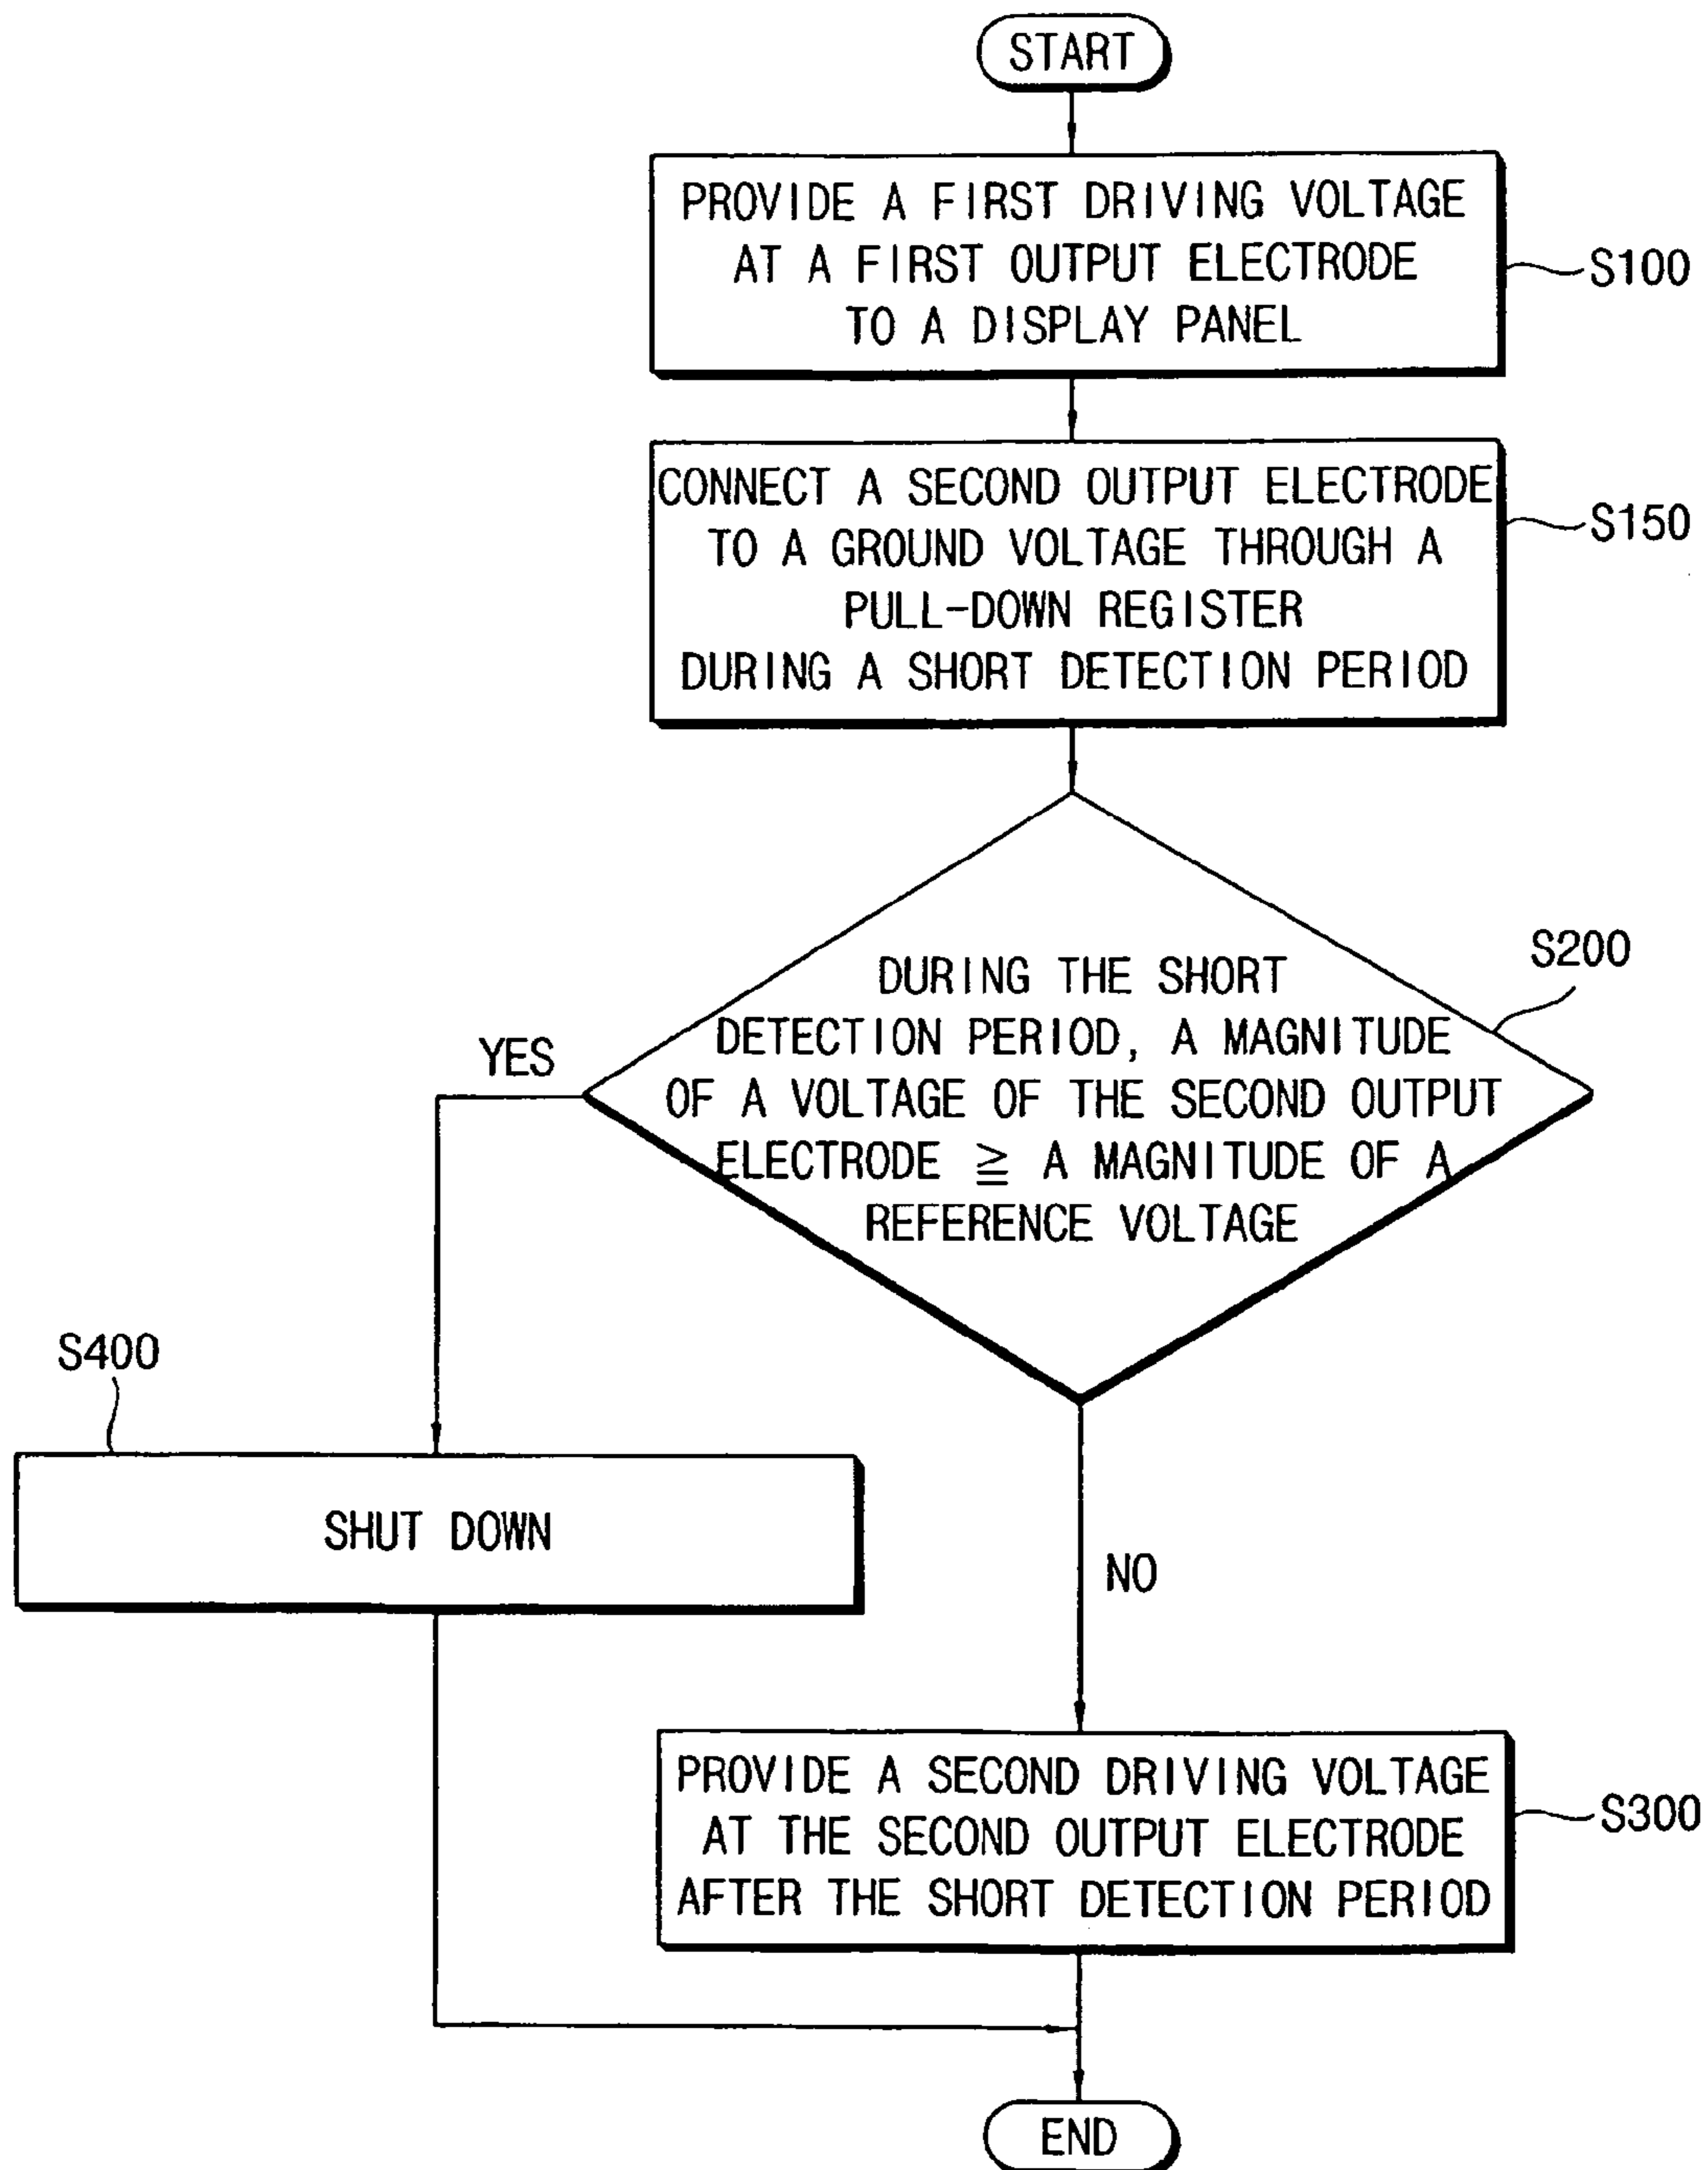 START
PROVIDE A FIRST DRIVING VOLTAGE
AT A FIRST OUTPUT ELECTRODE
TO A DISPLAY PANEL
S100
CONNECT A SECOND OUTPUT ELECTRODE
TO A GROUND VOLTAGE THROUGH A
PULL-DOWN REGISTER
DURING A SHORT DETECTION PERIOD
S150
DURING THE SHORT
DETECTION PERIOD, A MAGNITUDE
OF A VOLTAGE OF THE SECOND OUTPUT
ELECTRODE ≧ A MAGNITUDE OF A
REFERENCE VOLTAGE
S200
YES
S400
SHUT DOWN
NO
PROVIDE A SECOND DRIVING VOLTAGE
AT THE SECOND OUTPUT ELECTRODE
AFTER THE SHORT DETECTION PERIOD
S300
END